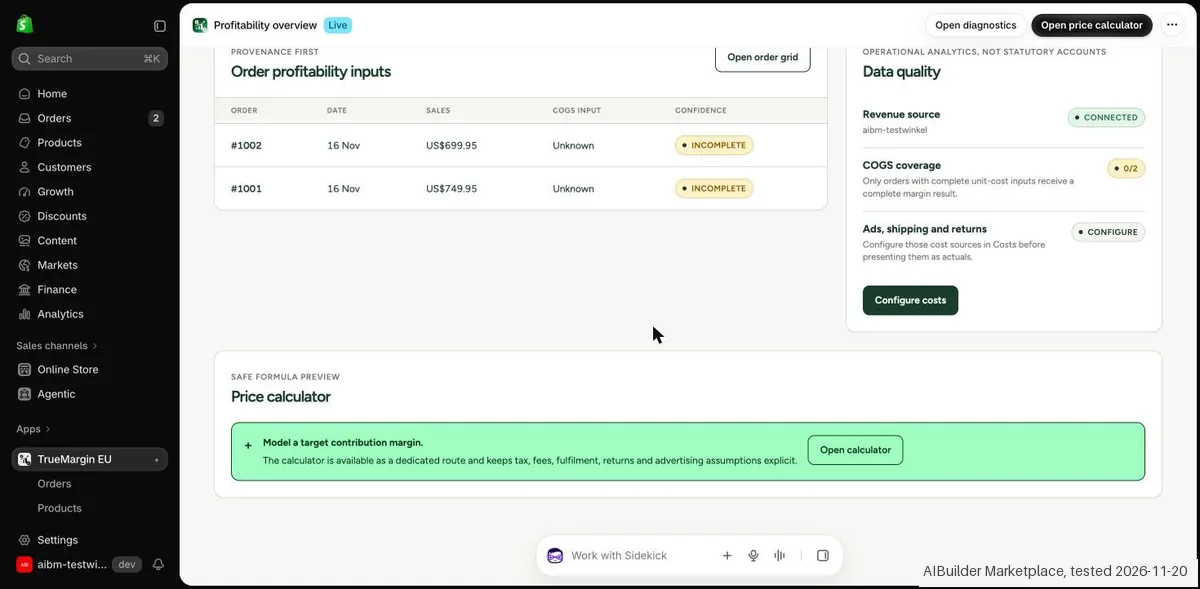 Search
⌘K
Home
Orders
2
Products
Customers
Growth
Discounts
Content
Markets
Finance
Analytics
Sales channels
Online Store
Agentic
Apps
TrueMargin EU
Orders
Products
Settings
AB
aibm-testwi...
dev
Profitability overview
Live
Open diagnostics
Open price calculator
PROVENANCE FIRST
Order profitability inputs
Open order grid
ORDER DATE SALES COGS INPUT CONFIDENCE
#1002 16 Nov US$699.95 Unknown INCOMPLETE
#1001 16 Nov US$749.95 Unknown INCOMPLETE
OPERATIONAL ANALYTICS, NOT STATUTORY ACCOUNTS
Data quality
Revenue source
CONNECTED
aibm-testwinkel
COGS coverage
0/2
Only orders with complete unit-cost inputs receive a
complete margin result.
Ads, shipping and returns
CONFIGURE
Configure those cost sources in Costs before
presenting them as actuals.
Configure costs
SAFE FORMULA PREVIEW
Price calculator
+ Model a target contribution margin.
The calculator is available as a dedicated route and keeps tax, fees, fulfilment, returns and advertising assumptions explicit.
Open calculator
Work with Sidekick
AIBuilder Marketplace, tested 2026-11-20